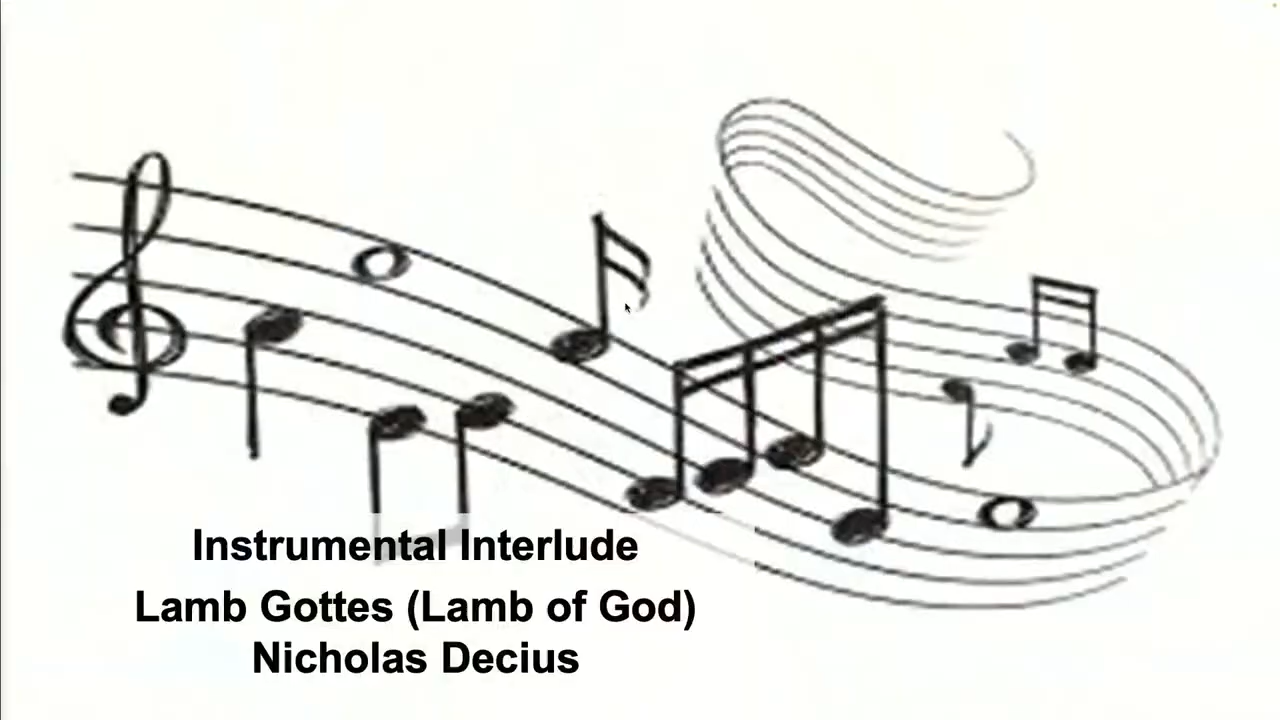 Instrumental Interlude
Lamb Gottes (Lamb of God)
Nicholas Decius